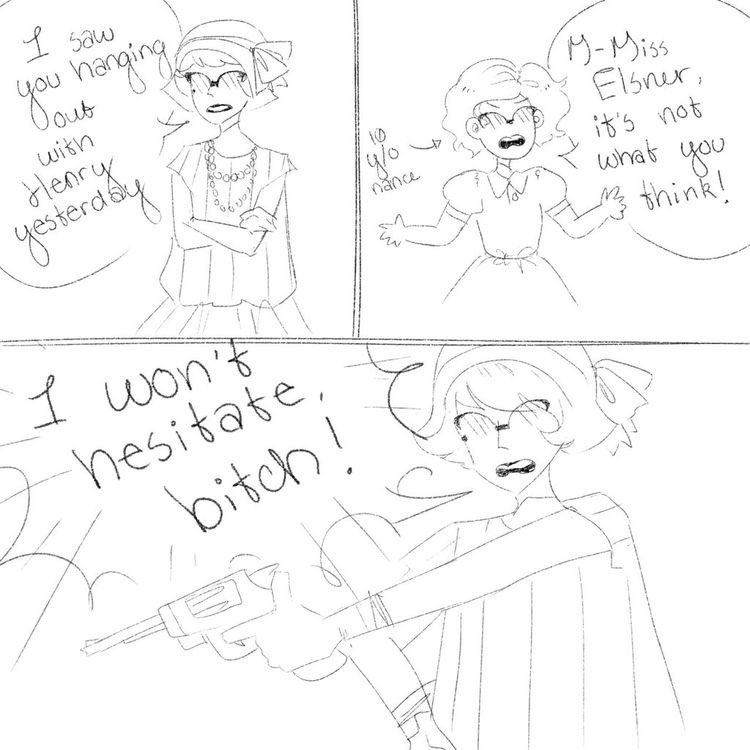 I saw
you hanging
out
with
Henry
yesterday
M-Miss
Elsner,
it's not
what you
think!
10
y/o
nance
I won't
hesitate,
bitch!